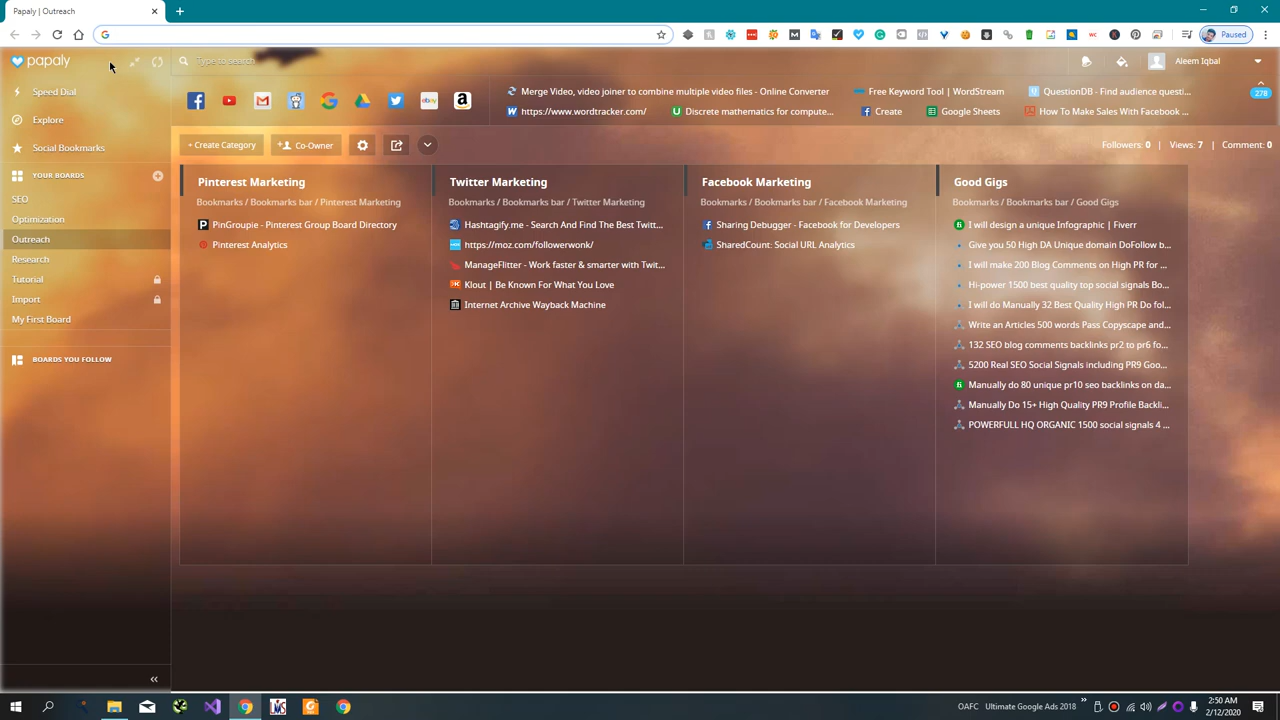 Papaly | Outreach
Paused
papaly
Type to search
Aleem Iqbal
Speed Dial
Explore
Social Bookmarks
YOUR BOARDS
SEO
Optimization
Outreach
Research
Tutorial
Import
My First Board
BOARDS YOU FOLLOW
Merge Video, video joiner to combine multiple video files - Online Converter
Free Keyword Tool | WordStream
QuestionDB - Find audience questi...
278
https://www.wordtracker.com/
Discrete mathematics for compute...
Create
Google Sheets
How To Make Sales With Facebook ...
+ Create Category
Co-Owner
Followers: 0 | Views: 7 | Comment: 0
Pinterest Marketing
Bookmarks / Bookmarks bar / Pinterest Marketing
PinGroupie - Pinterest Group Board Directory
Pinterest Analytics
Twitter Marketing
Bookmarks / Bookmarks bar / Twitter Marketing
Hashtagify.me - Search And Find The Best Twitt...
https://moz.com/followerwonk/
ManageFlitter - Work faster & smarter with Twit...
Klout | Be Known For What You Love
Internet Archive Wayback Machine
Facebook Marketing
Bookmarks / Bookmarks bar / Facebook Marketing
Sharing Debugger - Facebook for Developers
SharedCount: Social URL Analytics
Good Gigs
Bookmarks / Bookmarks bar / Good Gigs
I will design a unique Infographic | Fiverr
Give you 50 High DA Unique domain DoFollow b...
I will make 200 Blog Comments on High PR for ...
Hi-power 1500 best quality top social signals Bo...
I will do Manually 32 Best Quality High PR Do fol...
Write an Articles 500 words Pass Copyscape and...
132 SEO blog comments backlinks pr2 to pr6 fo...
5200 Real SEO Social Signals including PR9 Goo...
Manually do 80 unique pr10 seo backlinks on da...
Manually Do 15+ High Quality PR9 Profile Backli...
POWERFULL HQ ORGANIC 1500 social signals 4 ...
OAFC
Ultimate Google Ads 2018
2:50 AM
2/12/2020